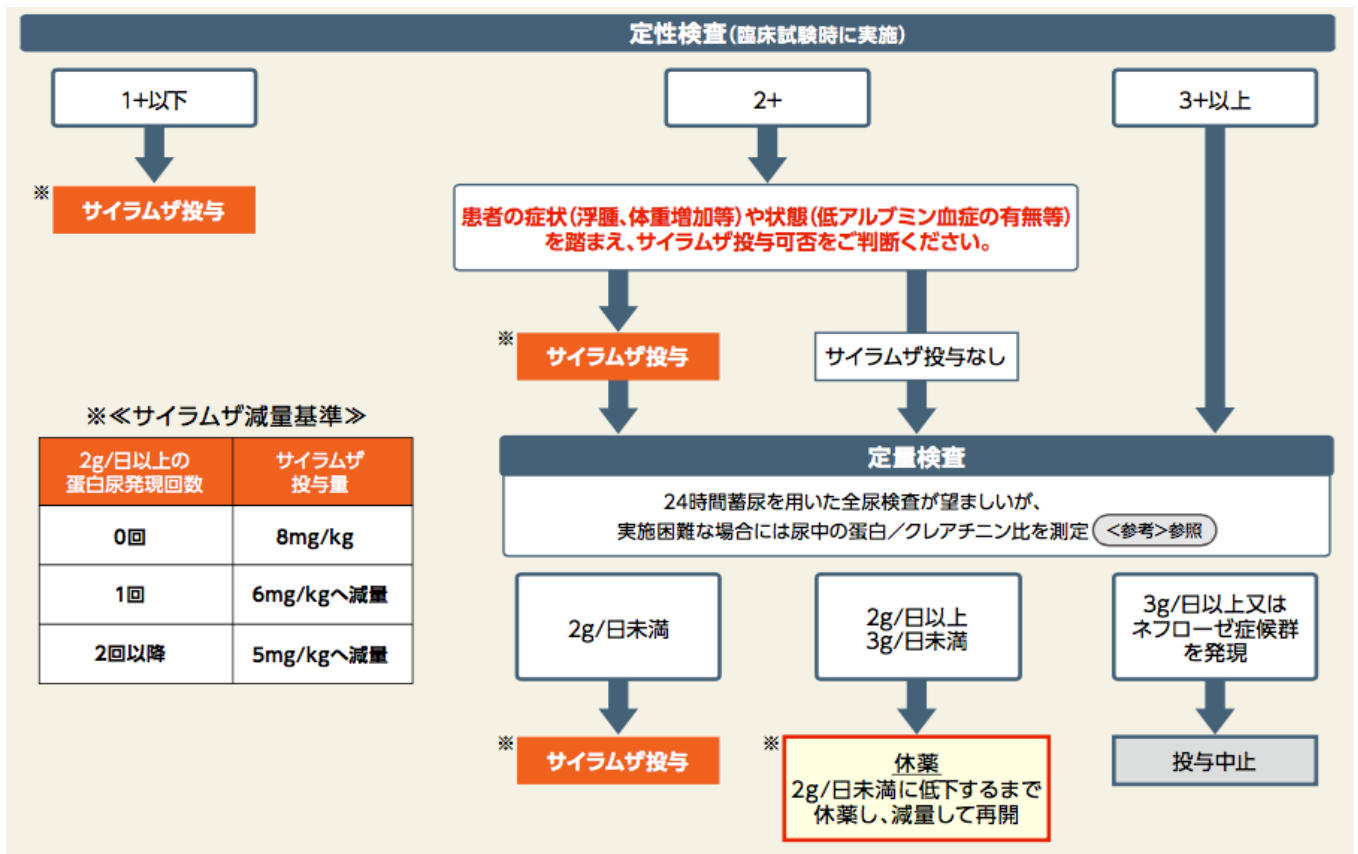 定性検査(臨床試験時に実施)
1+以下
2+
3+以上
※
サイラムザ投与
患者の症状(浮腫、体重増加等)や状態(低アルブミン血症の有無等)
を踏まえ、サイラムザ投与可否をご判断ください。
※
サイラムザ投与
サイラムザ投与なし
※≪サイラムザ減量基準≫
2g/日以上の
蛋白尿発現回数
サイラムザ
投与量
0回
8mg/kg
1回
6mg/kgへ減量
2回以降
5mg/kgへ減量
定量検査
24時間蓄尿を用いた全尿検査が望ましいが、
実施困難な場合には尿中の蛋白/クレアチニン比を測定 <参考>参照
2g/日未満
2g/日以上
3g/日未満
3g/日以上又は
ネフローゼ症候群
を発現
※
サイラムザ投与
※
休薬
2g/日未満に低下するまで
休薬し、減量して再開
投与中止